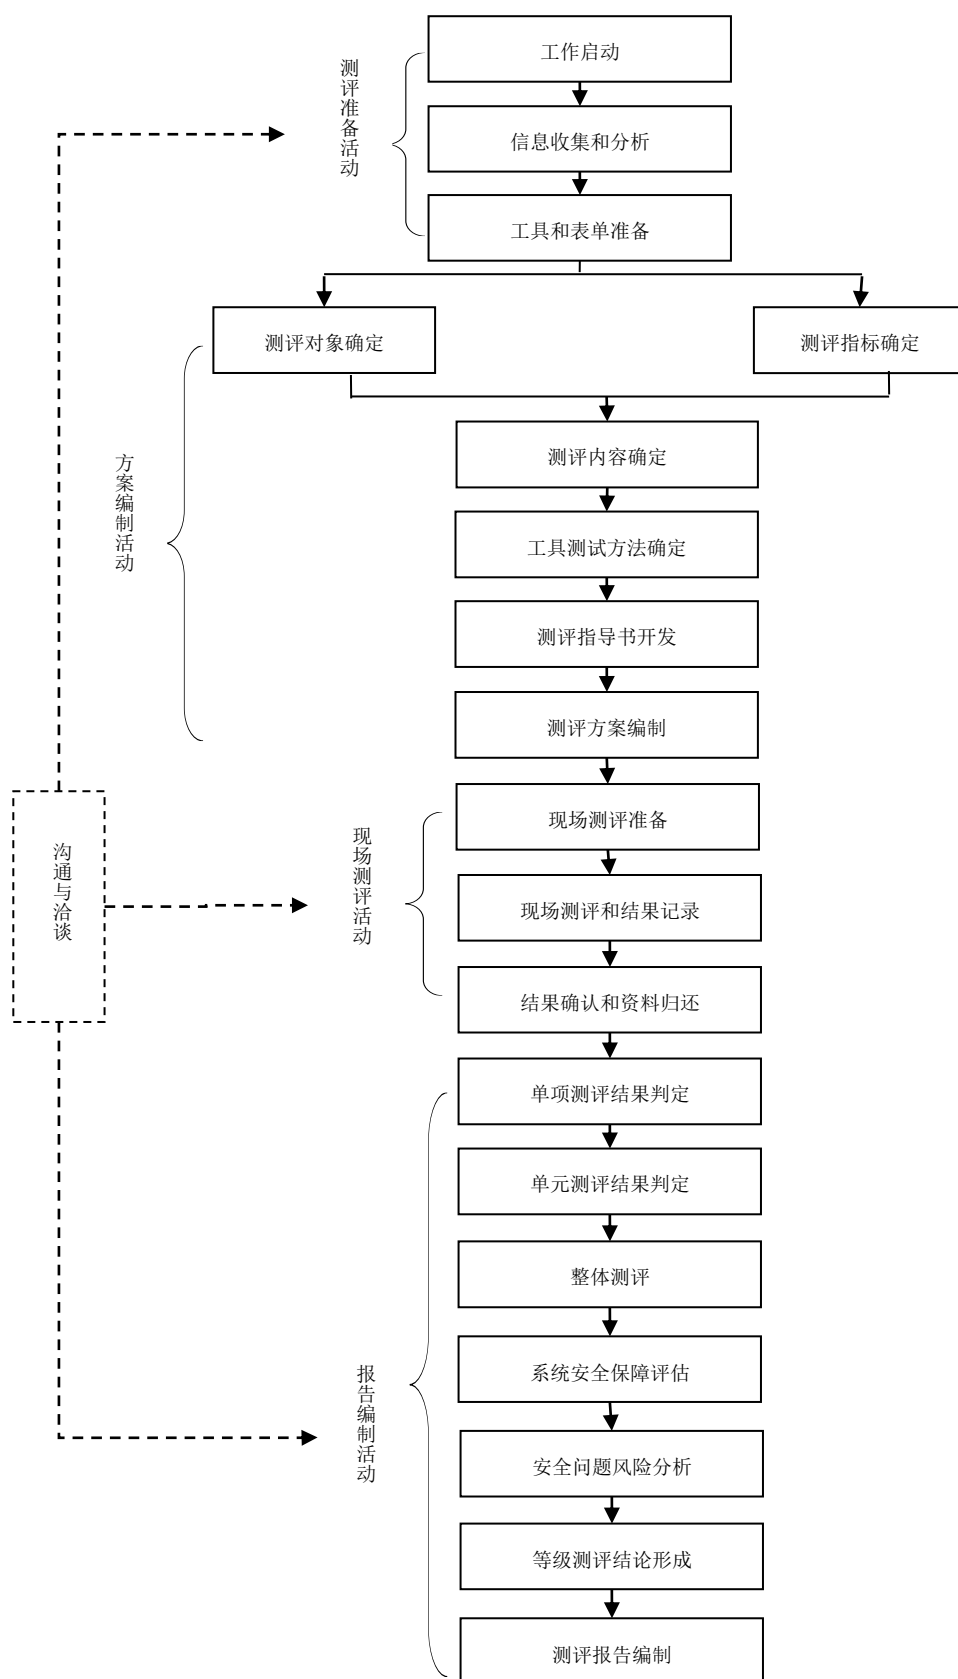 工作启动
测评准备活动
信息收集和分析
工具和表单准备
测评对象确定
测评指标确定
方案编制活动
测评内容确定
工具测试方法确定
测评指导书开发
测评方案编制
沟通与洽谈
现场测评活动
现场测评准备
现场测评和结果记录
结果确认和资料归还
报告编制活动
单项测评结果判定
单元测评结果判定
整体测评
系统安全保障评估
安全问题风险分析
等级测评结论形成
测评报告编制